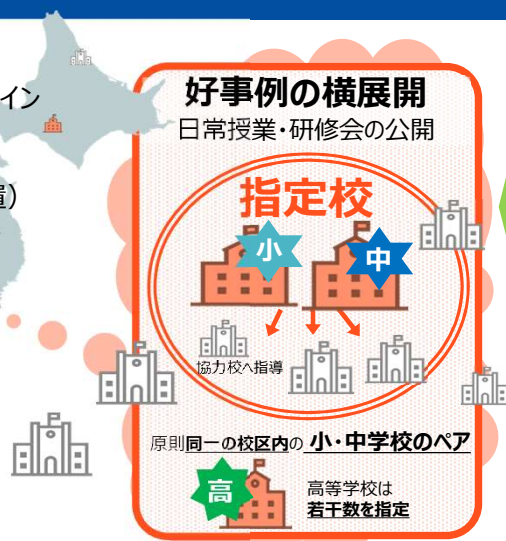 イン
置）
好事例の横展開
日常授業・研修会の公開
指定校
小
中
協力校へ指導
原則同一の校区内の 小・中学校のペア
高
高等学校は
若干数を指定